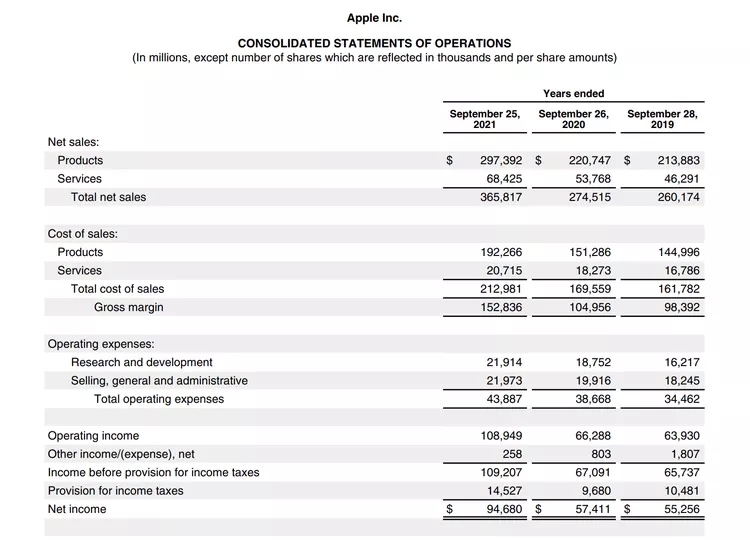 Apple Inc.
CONSOLIDATED STATEMENTS OF OPERATIONS
(In millions, except number of shares which are reflected in thousands and per share amounts)
Years ended
September 25, 2021 September 26, 2020 September 28, 2019
Net sales:
Products $ 297,392 $ 220,747 $ 213,883
Services 68,425 53,768 46,291
Total net sales 365,817 274,515 260,174
Cost of sales:
Products 192,266 151,286 144,996
Services 20,715 18,273 16,786
Total cost of sales 212,981 169,559 161,782
Gross margin 152,836 104,956 98,392
Operating expenses:
Research and development 21,914 18,752 16,217
Selling, general and administrative 21,973 19,916 18,245
Total operating expenses 43,887 38,668 34,462
Operating income 108,949 66,288 63,930
Other income/(expense), net 258 803 1,807
Income before provision for income taxes 109,207 67,091 65,737
Provision for income taxes 14,527 9,680 10,481
Net income $ 94,680 $ 57,411 $ 55,256